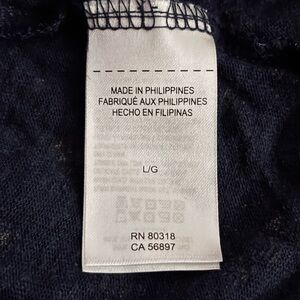 MADE IN PHILIPPINES
FABRIQUÉ AUX PHILIPPINES
HECHO EN FILIPINAS
L/G
RN 80318
CA 56897